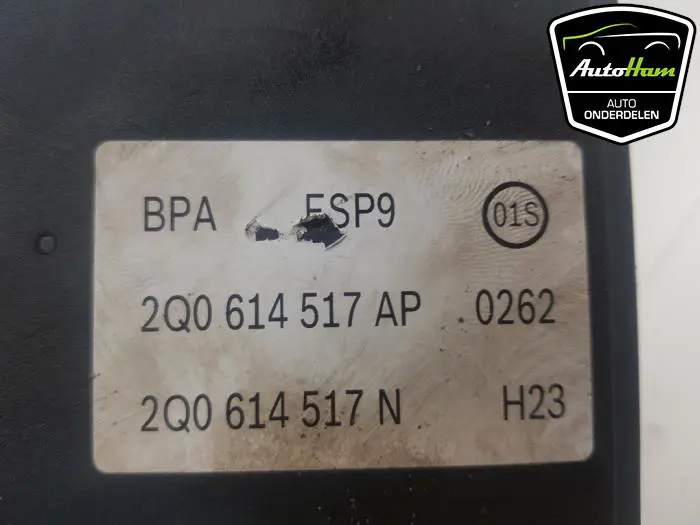 AutoHam
AUTO
ONDERDELEN
BPA ESP9 01S
2Q0 614 517 AP .0262
2Q0 614 517 N H23